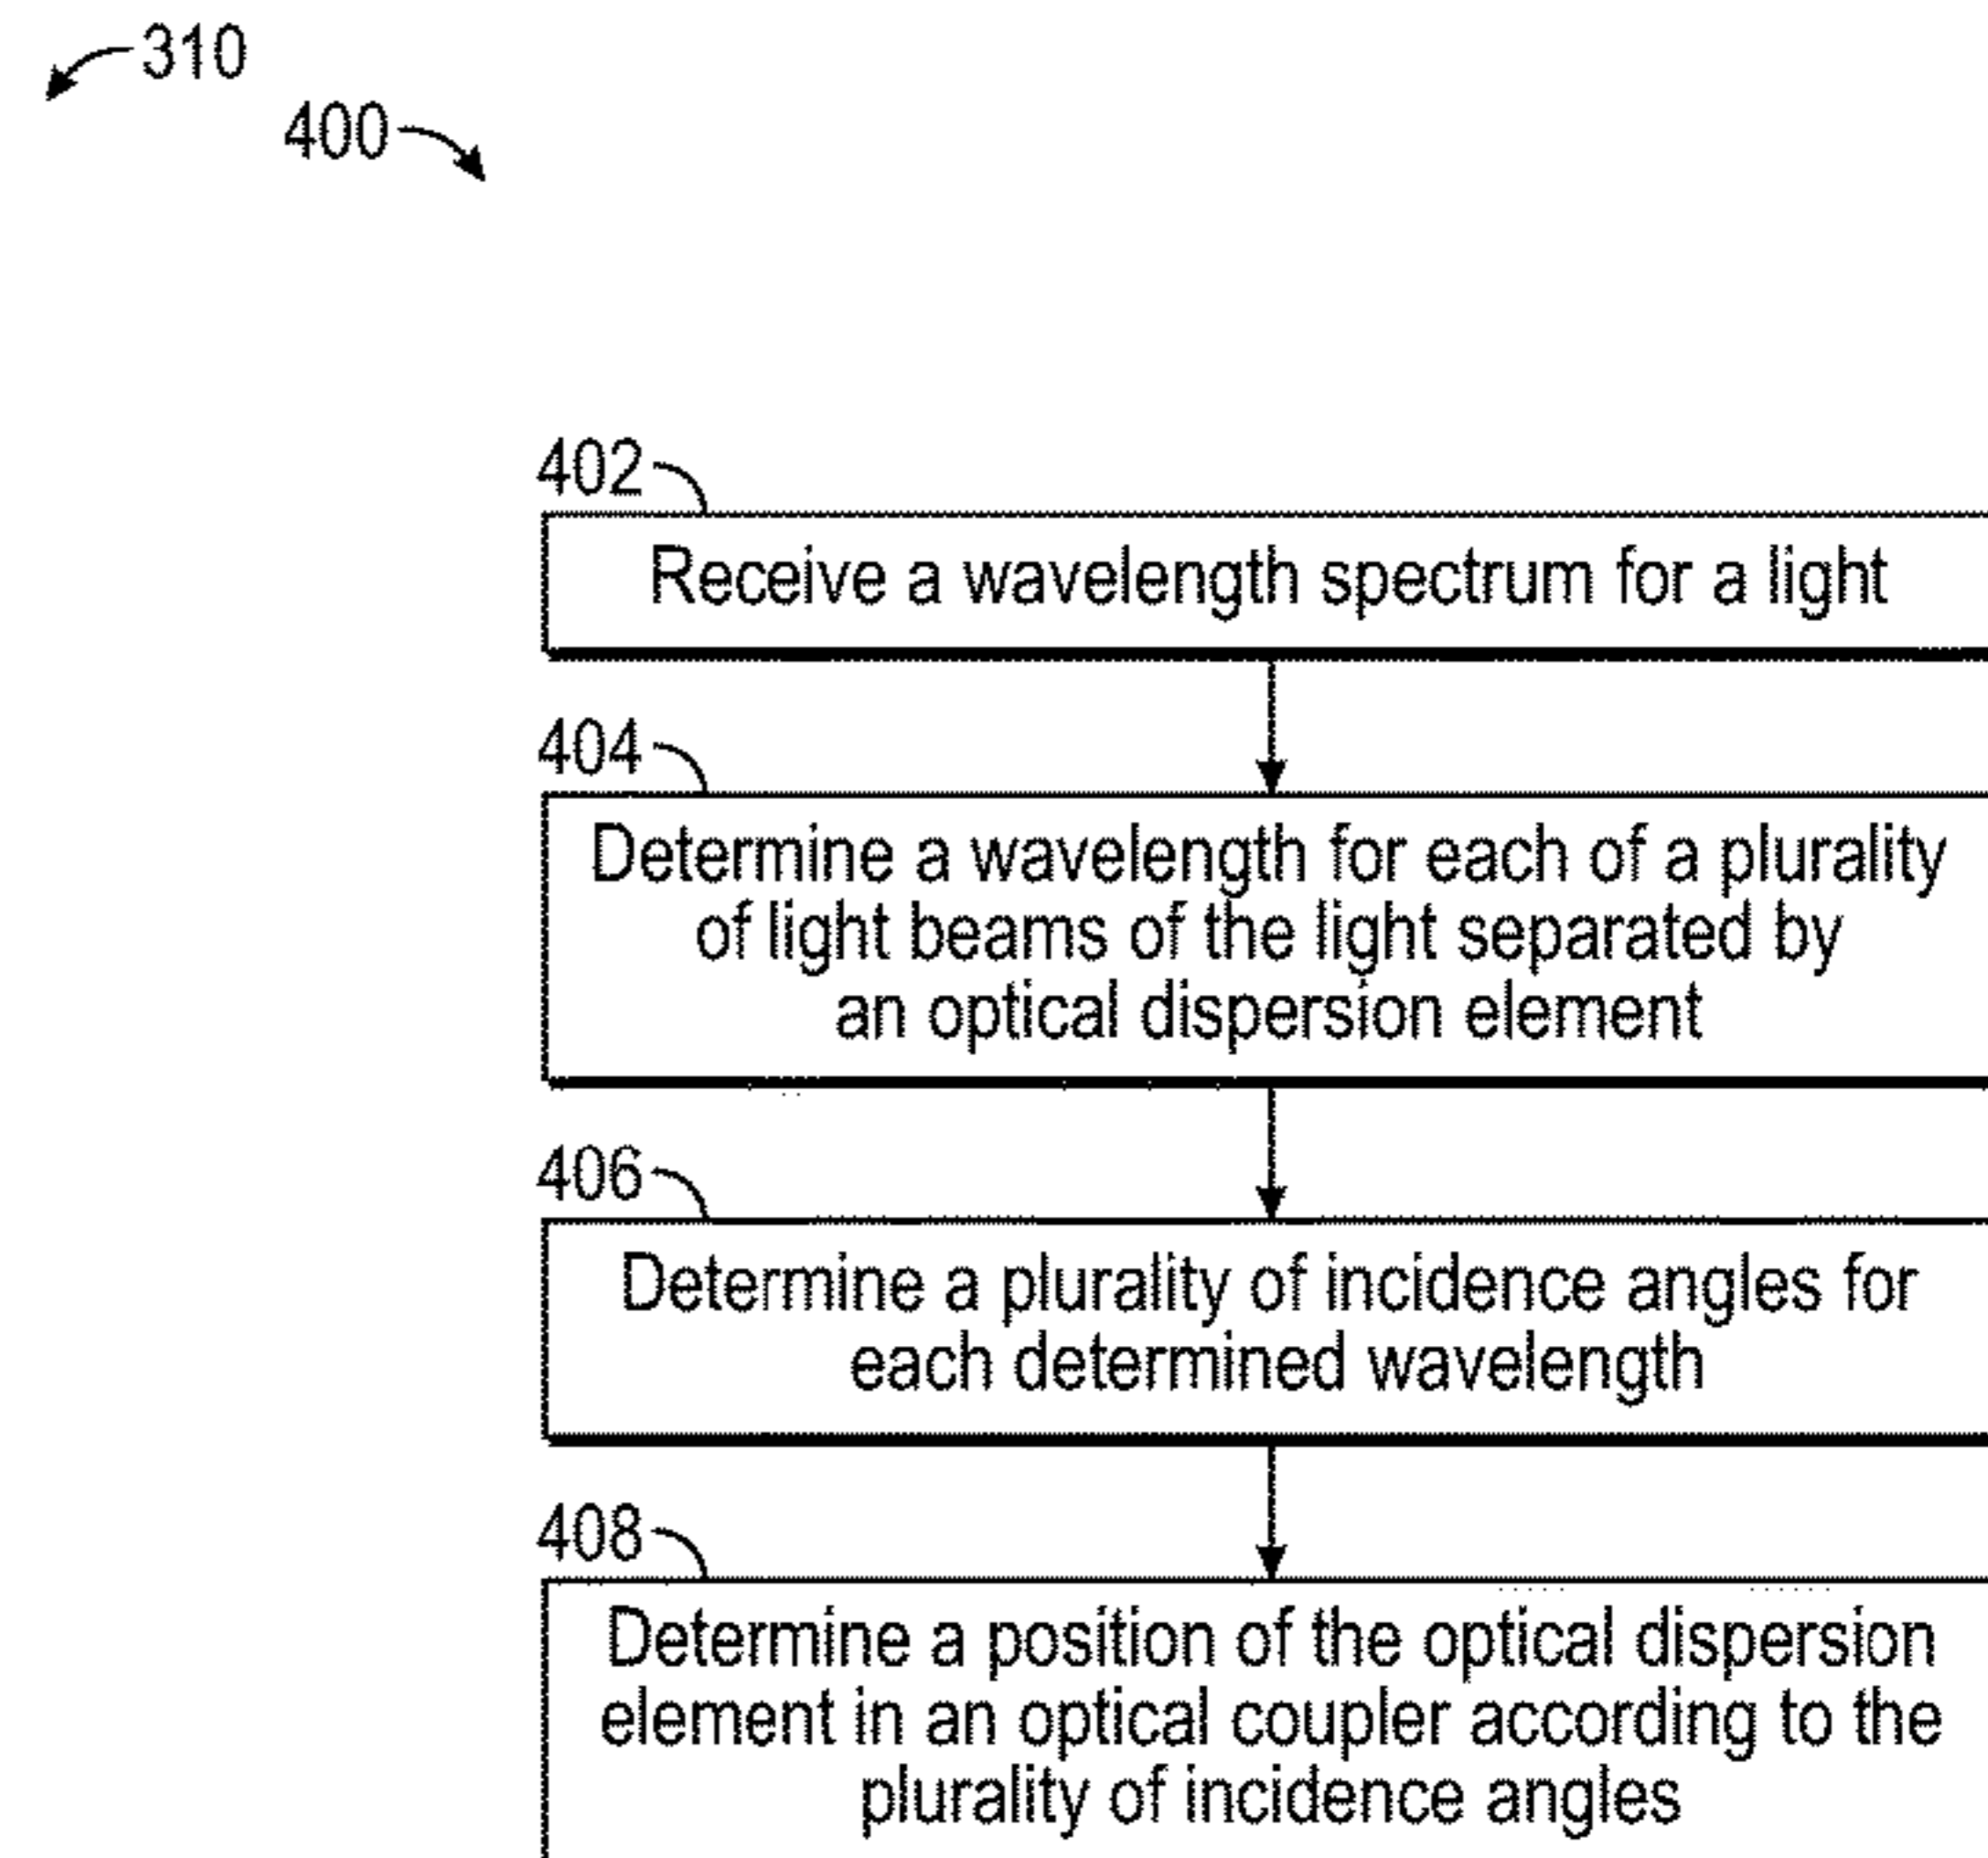 310
400
402
Receive a wavelength spectrum for a light
404
Determine a wavelength for each of a plurality
of light beams of the light separated by
an optical dispersion element
406
Determine a plurality of incidence angles for
each determined wavelength
408
Determine a position of the optical dispersion
element in an optical coupler according to the
plurality of incidence angles